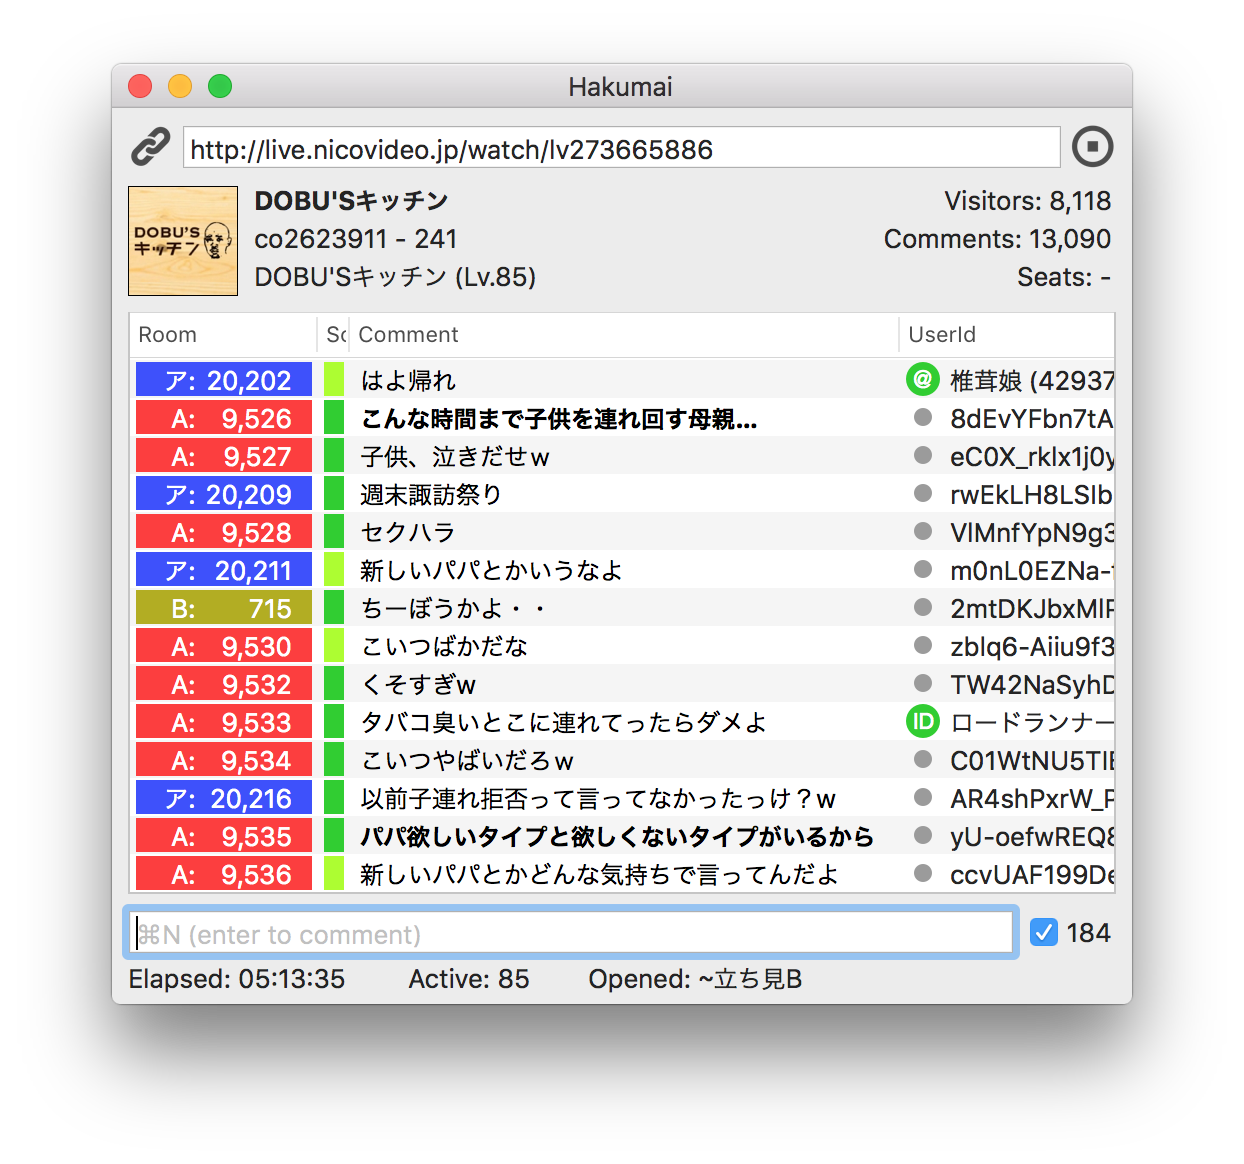 Hakumai
http://live.nicovideo.jp/watch/lv273665886
DOBU'S
キッチン
DOBU'Sキッチン
co2623911 - 241
DOBU'Sキッチン (Lv.85)
Visitors: 8,118
Comments: 13,090
Seats: -
Room Sc Comment UserId
ア: 20,202 はよ帰れ @ 椎茸娘 (42937
A: 9,526 こんな時間まで子供を連れ回す母親... 8dEvYFbn7tA
A: 9,527 子供、泣きだせw eC0X_rklx1j0y
ア: 20,209 週末諏訪祭り rwEkLH8LSIb
A: 9,528 セクハラ VlMnfYpN9g3
ア: 20,211 新しいパパとかいうなよ m0nL0EZNa-
B: 715 ちーぼうかよ・・ 2mtDKJbxMlP
A: 9,530 こいつばかだな zblq6-Aiiu9f3
A: 9,532 くそすぎw TW42NaSyhD
A: 9,533 タバコ臭いとこに連れてったらダメよ ID ロードランナー
A: 9,534 こいつやばいだろw C01WtNU5TlE
ア: 20,216 以前子連れ拒否って言ってなかったっけ？w AR4shPxrW_P
A: 9,535 パパ欲しいタイプと欲しくないタイプがいるから yU-oefwREQ8
A: 9,536 新しいパパとかどんな気持ちで言ってんだよ ccvUAF199De
⌘N (enter to comment) 184
Elapsed: 05:13:35 Active: 85 Opened: ~立ち見B